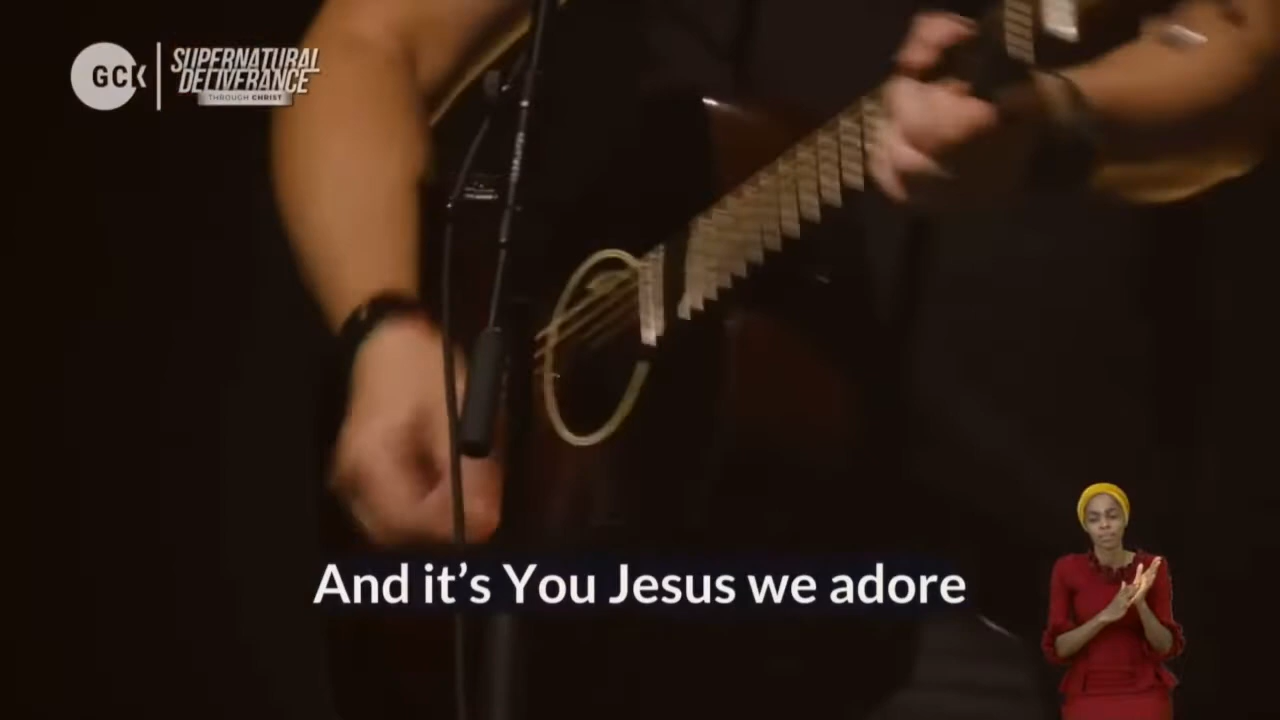 GCK
SUPERNATURAL
DELIVERANCE
THROUGH CHRIST
And it's You Jesus we adore